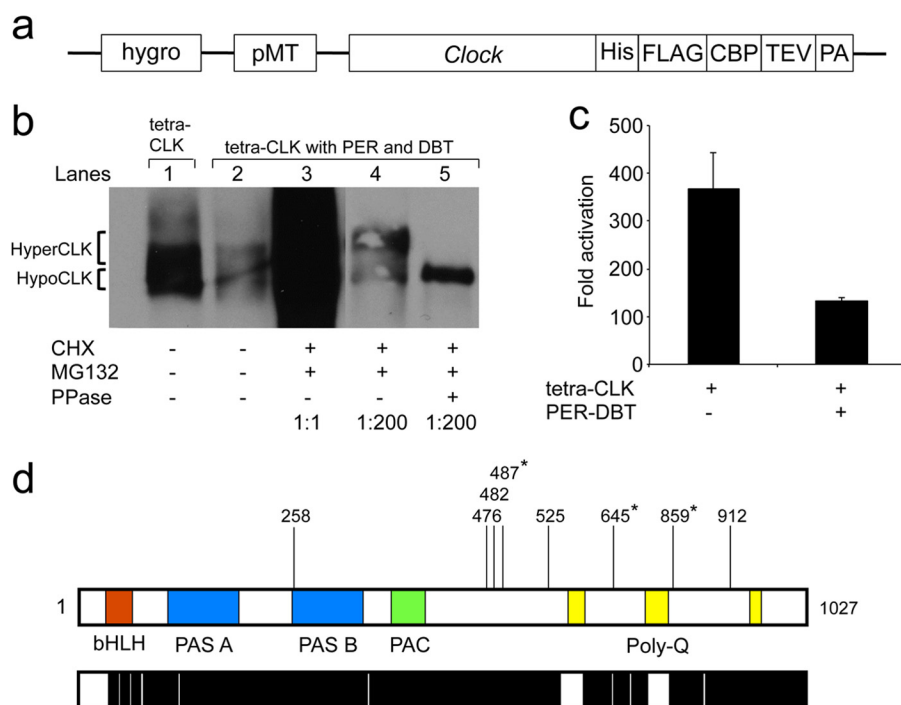 a
hygro pMT Clock His FLAG CBP TEV PA
b
tetra-
CLK
tetra-CLK with PER and DBT
Lanes 1 2 3 4 5
HyperCLK
HypoCLK
CHX - - + + +
MG132 - - + + +
PPase - - - - +
1:1 1:200 1:200
c
Fold activation
500
400
300
200
100
0
tetra-CLK + +
PER-DBT - +
d
487*
482
258 476 525 645* 859* 912
1 1027
bHLH PAS A PAS B PAC Poly-Q